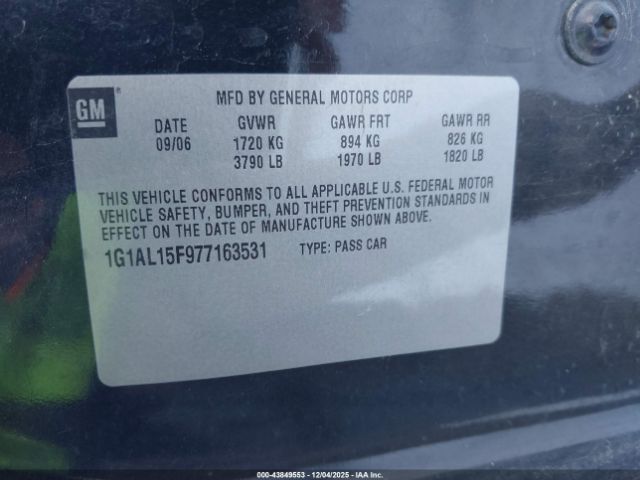 GM
MFD BY GENERAL MOTORS CORP
DATE GVWR GAWR FRT GAWR RR
09/06 1720 KG 894 KG 826 KG
3790 LB 1970 LB 1820 LB
THIS VEHICLE CONFORMS TO ALL APPLICABLE U.S. FEDERAL MOTOR
VEHICLE SAFETY, BUMPER, AND THEFT PREVENTION STANDARDS IN
EFFECT ON THE DATE OF MANUFACTURE SHOWN ABOVE.
1G1AL15F977163531 TYPE: PASS CAR
000-43849553 - 12/04/2025 - IAA Inc.